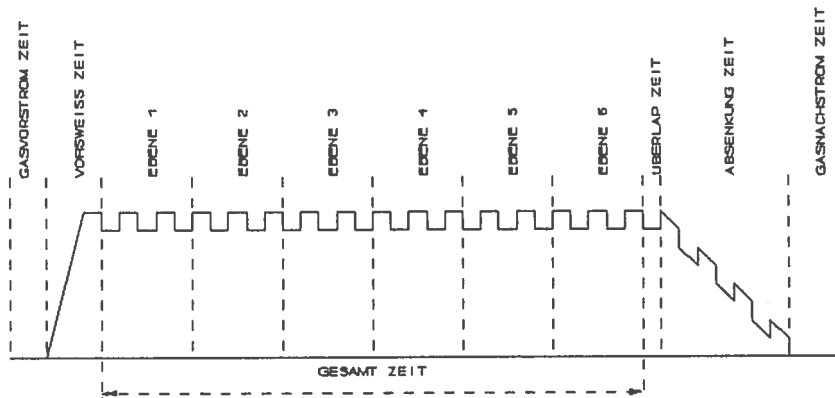 GASVORSTROM ZEIT
VORSWEISS ZEIT
EBENE 1
EBENE 2
EBENE 3
EBENE 4
EBENE 5
EBENE 6
UBERLAP ZEIT
ABSENKUNG ZEIT
GASNACHSTROM ZEIT
GESAMT ZEIT